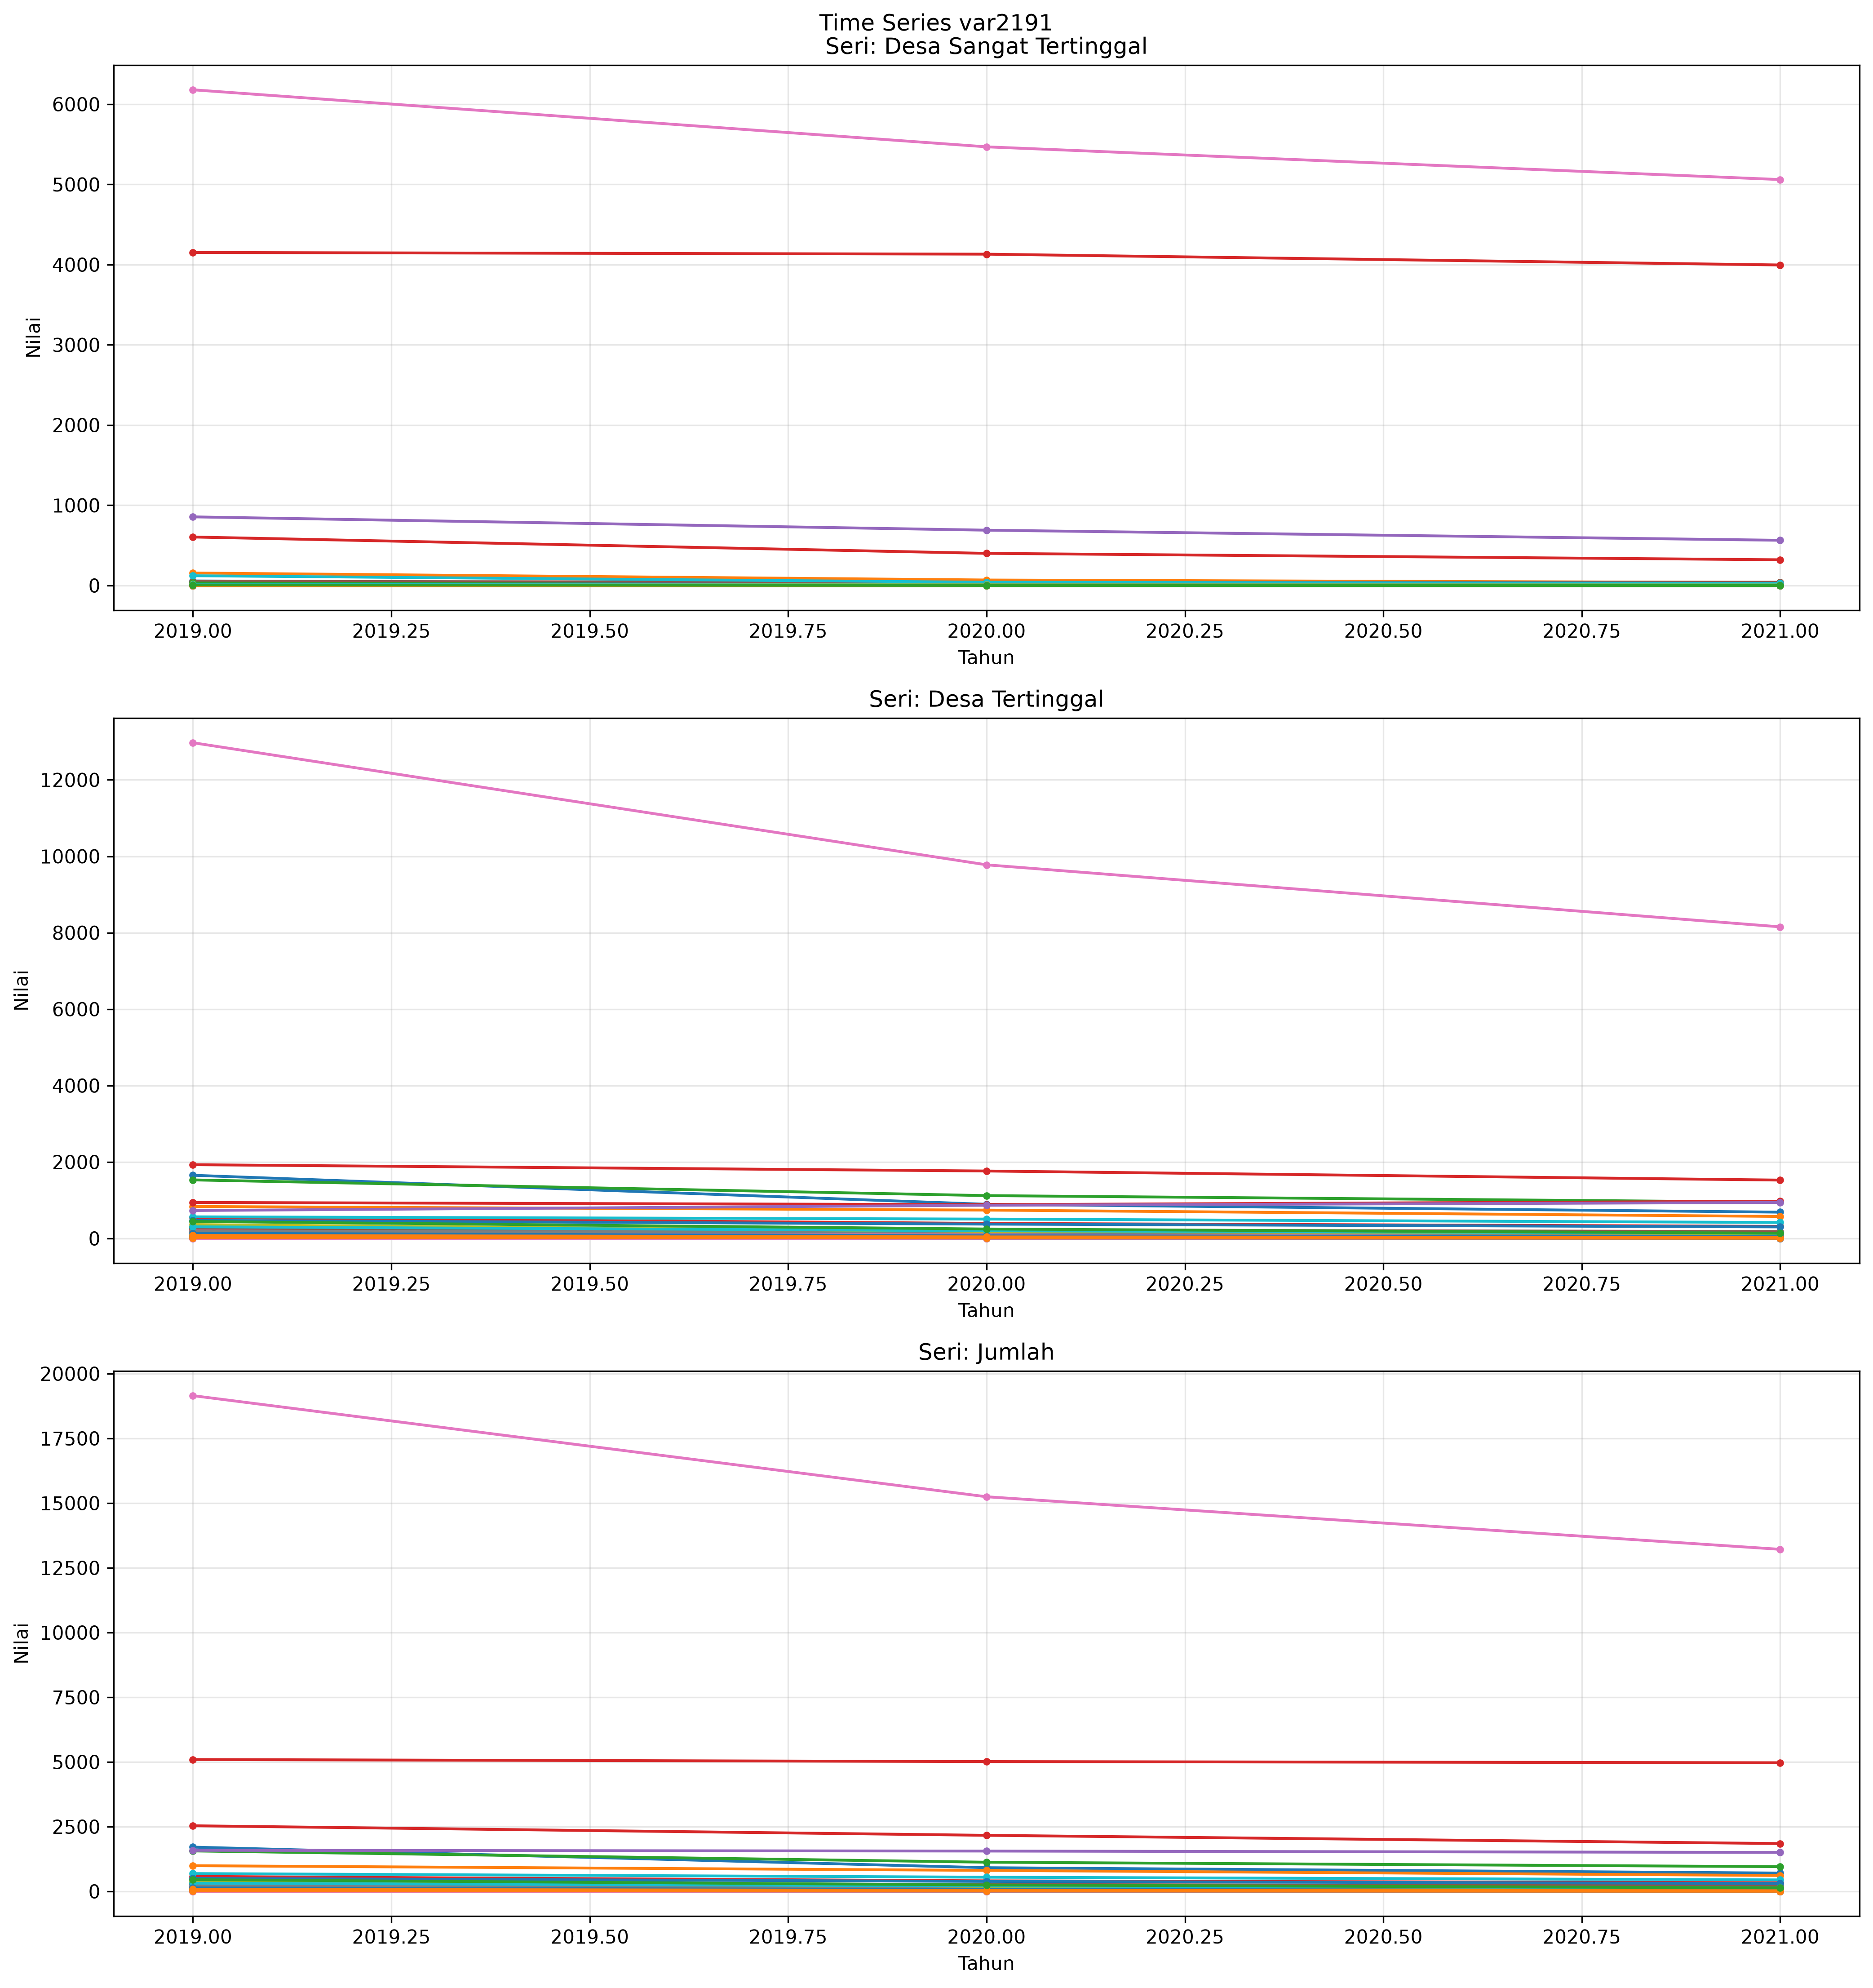 Time Series var2191
Seri: Desa Sangat Tertinggal
6000
5000
4000
3000
2000
1000
0
Nilai
2019.00 2019.25 2019.50 2019.75 2020.00 2020.25 2020.50 2020.75 2021.00
Tahun
Seri: Desa Tertinggal
12000
10000
8000
6000
4000
2000
0
Nilai
2019.00 2019.25 2019.50 2019.75 2020.00 2020.25 2020.50 2020.75 2021.00
Tahun
Seri: Jumlah
20000
17500
15000
12500
10000
7500
5000
2500
0
Nilai
2019.00 2019.25 2019.50 2019.75 2020.00 2020.25 2020.50 2020.75 2021.00
Tahun